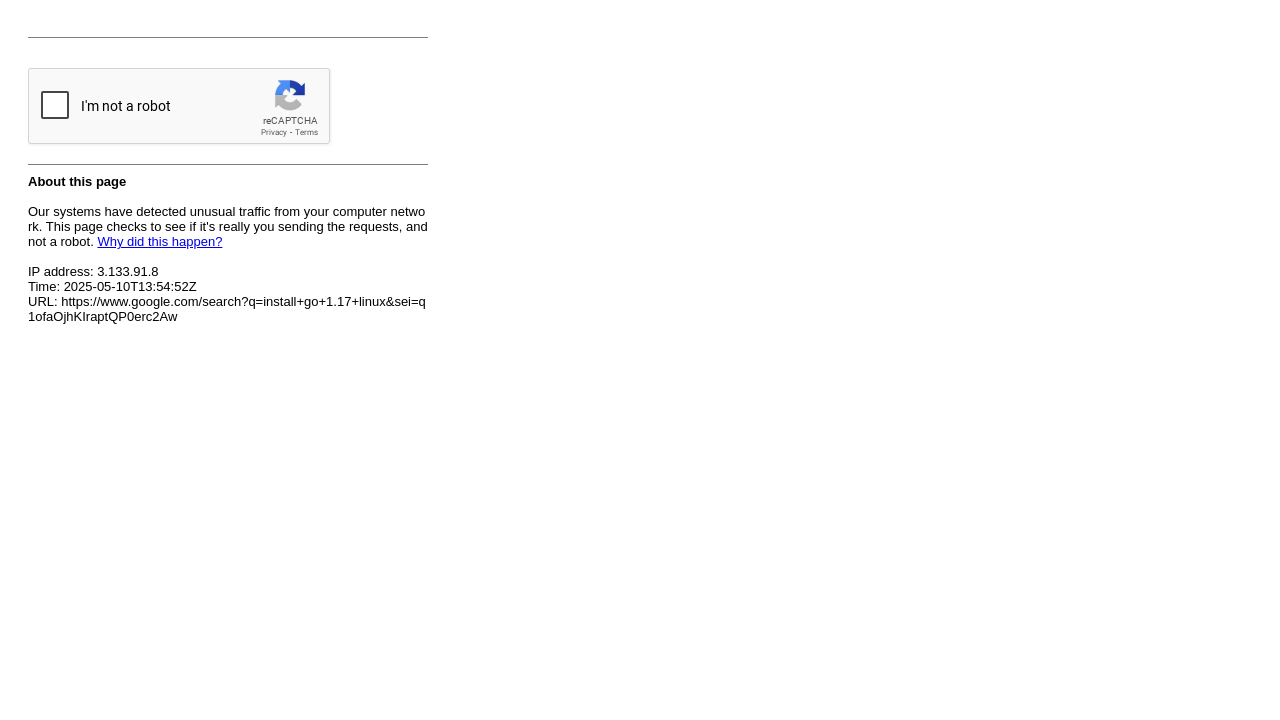 I'm not a robot
reCAPTCHA
Privacy - Terms
About this page
Our systems have detected unusual traffic from your computer netwo
rk. This page checks to see if it's really you sending the requests, and
not a robot. Why did this happen?
IP address: 3.133.91.8
Time: 2025-05-10T13:54:52Z
URL: https://www.google.com/search?q=install+go+1.17+linux&sei=q
1ofaOjhKIraptQP0erc2Aw